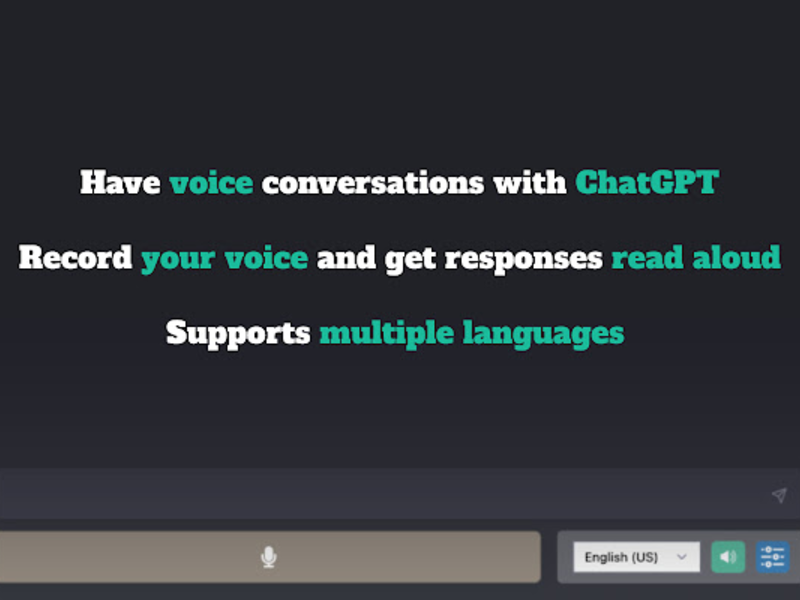 Have voice conversations with ChatGPT
Record your voice and get responses read aloud
Supports multiple languages
English (US)